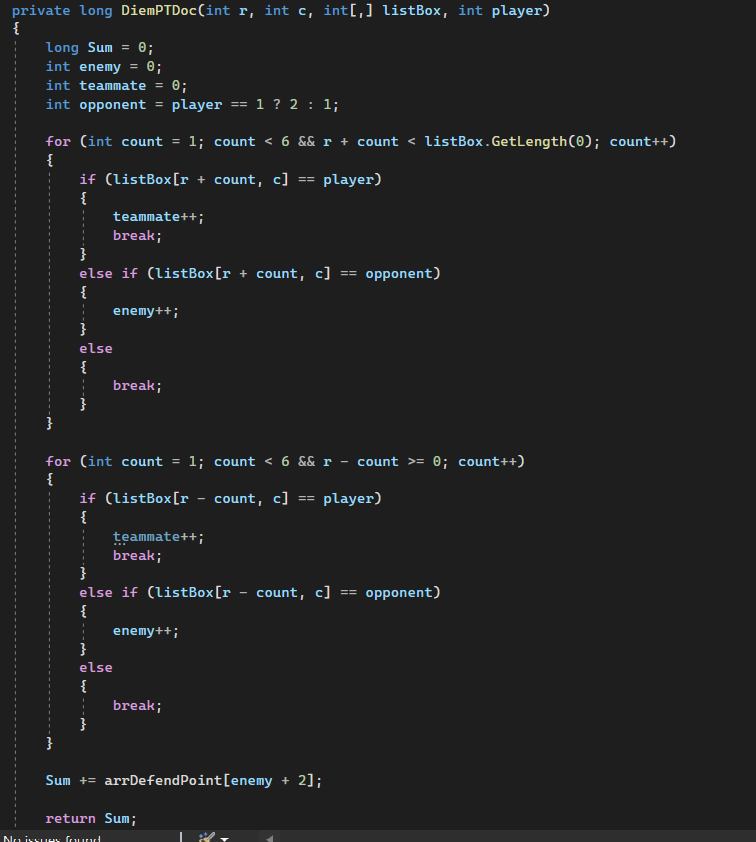 private long DiemPTDoc(int r, int c, int[,] listBox, int player)
{
    long Sum = 0;
    int enemy = 0;
    int teammate = 0;
    int opponent = player == 1 ? 2 : 1;

    for (int count = 1; count < 6 && r + count < listBox.GetLength(0); count++)
    {
        if (listBox[r + count, c] == player)
        {
            teammate++;
            break;
        }
        else if (listBox[r + count, c] == opponent)
        {
            enemy++;
        }
        else
        {
            break;
        }
    }

    for (int count = 1; count < 6 && r - count >= 0; count++)
    {
        if (listBox[r - count, c] == player)
        {
            teammate++;
            break;
        }
        else if (listBox[r - count, c] == opponent)
        {
            enemy++;
        }
        else
        {
            break;
        }
    }

    Sum += arrDefendPoint[enemy + 2];

    return Sum;
No issues found